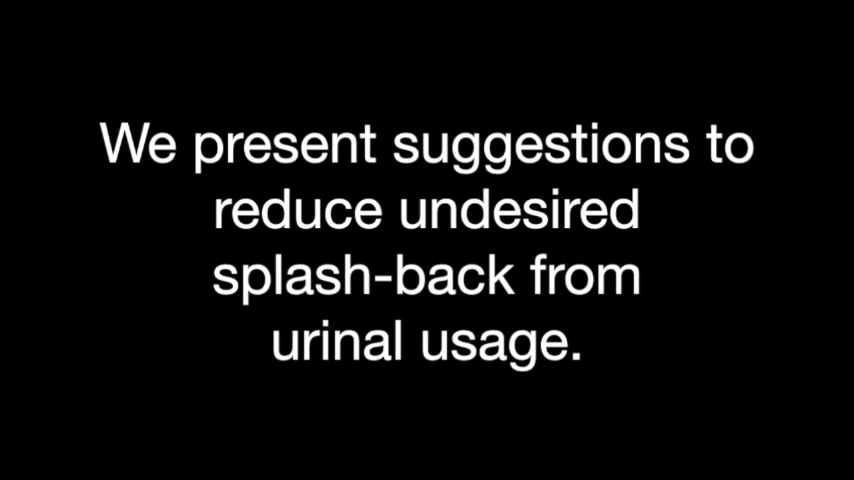 We present suggestions to
reduce undesired
splash-back from
urinal usage.